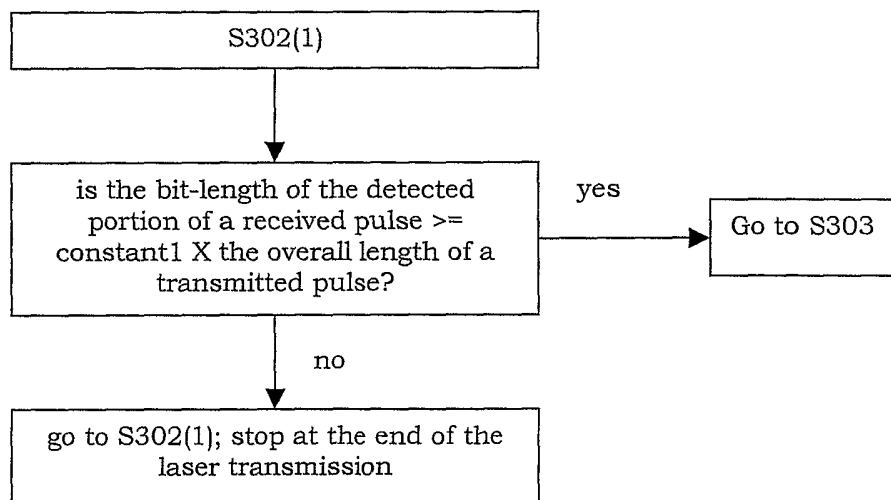 S302(1)
is the bit-length of the detected
portion of a received pulse >=
constant1 X the overall length of a
transmitted pulse?
yes
Go to S303
no
go to S302(1); stop at the end of the
laser transmission